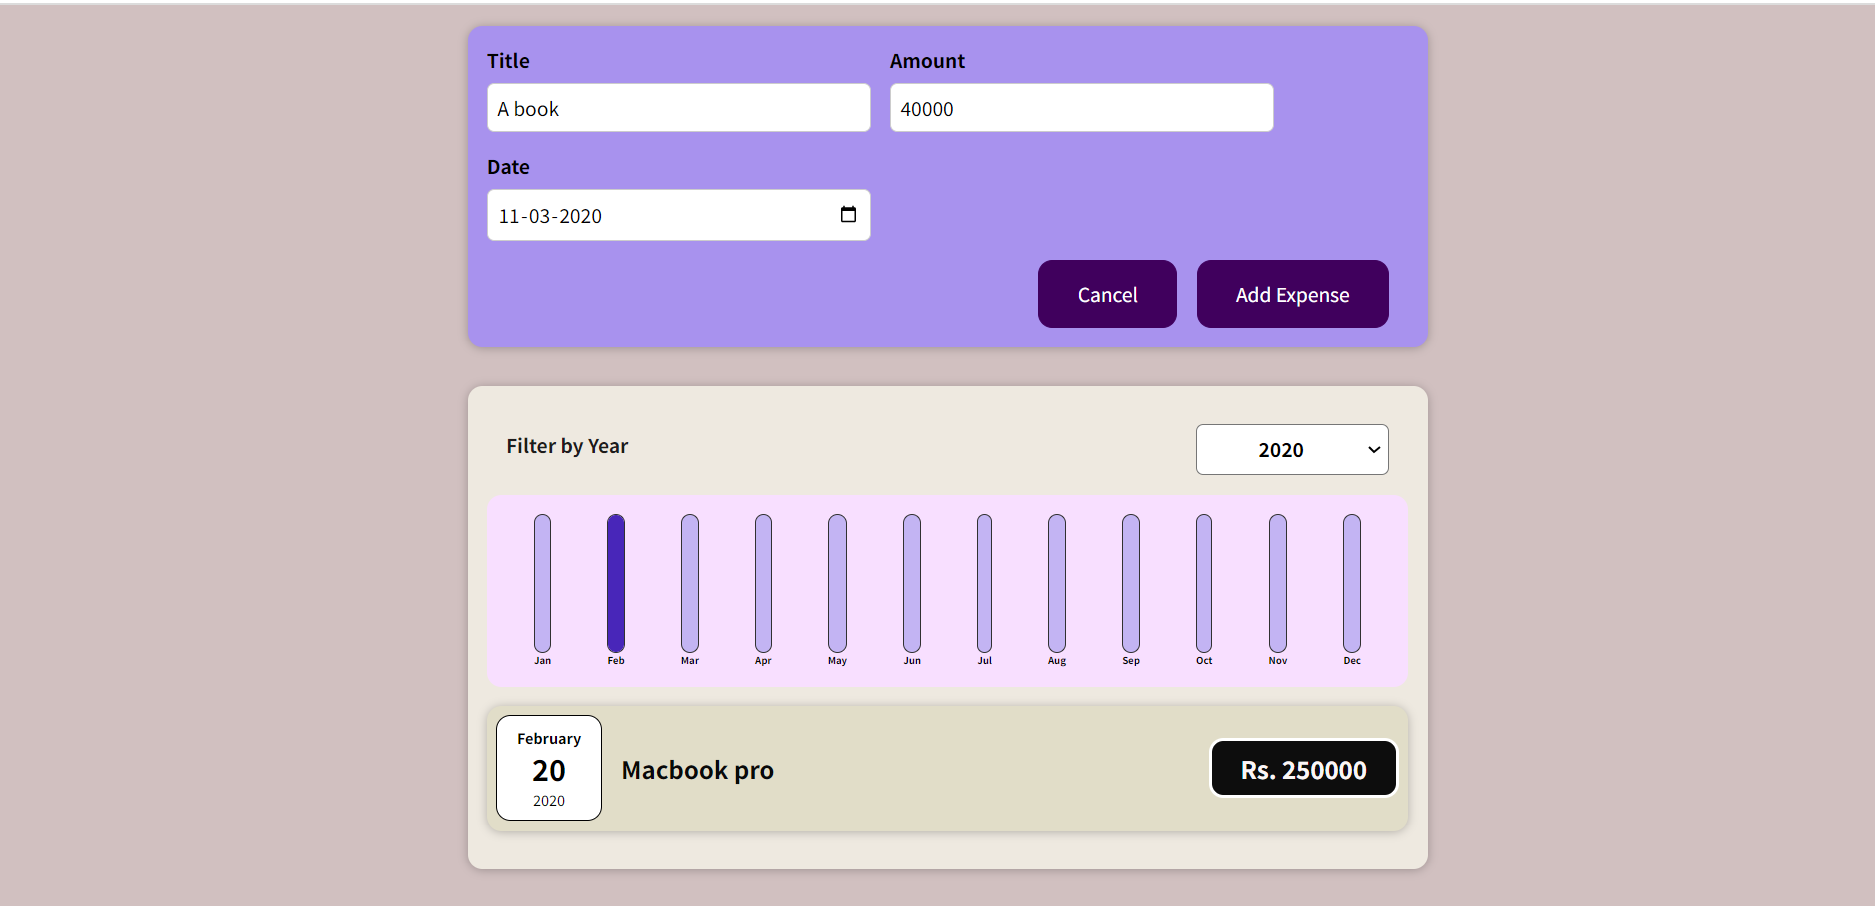 Title
Amount
A book
40000
Date
11-03-2020
Cancel
Add Expense
Filter by Year
2020
Jan
Feb
Mar
Apr
May
Jun
Jul
Aug
Sep
Oct
Nov
Dec
February
20
2020
Macbook pro
Rs. 250000